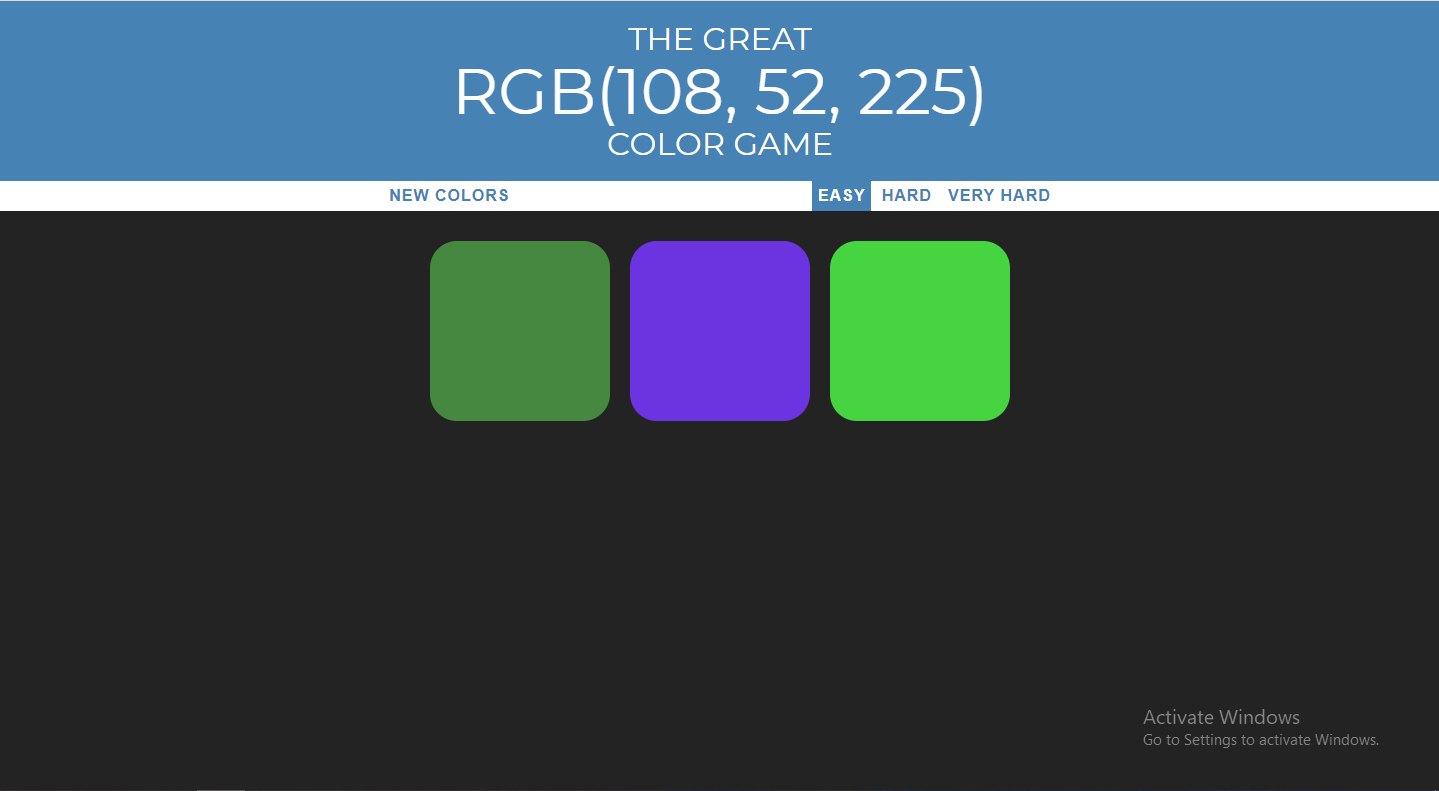 THE GREAT
RGB(108, 52, 225)
COLOR GAME
NEW COLORS EASY HARD VERY HARD
Activate Windows
Go to Settings to activate Windows.